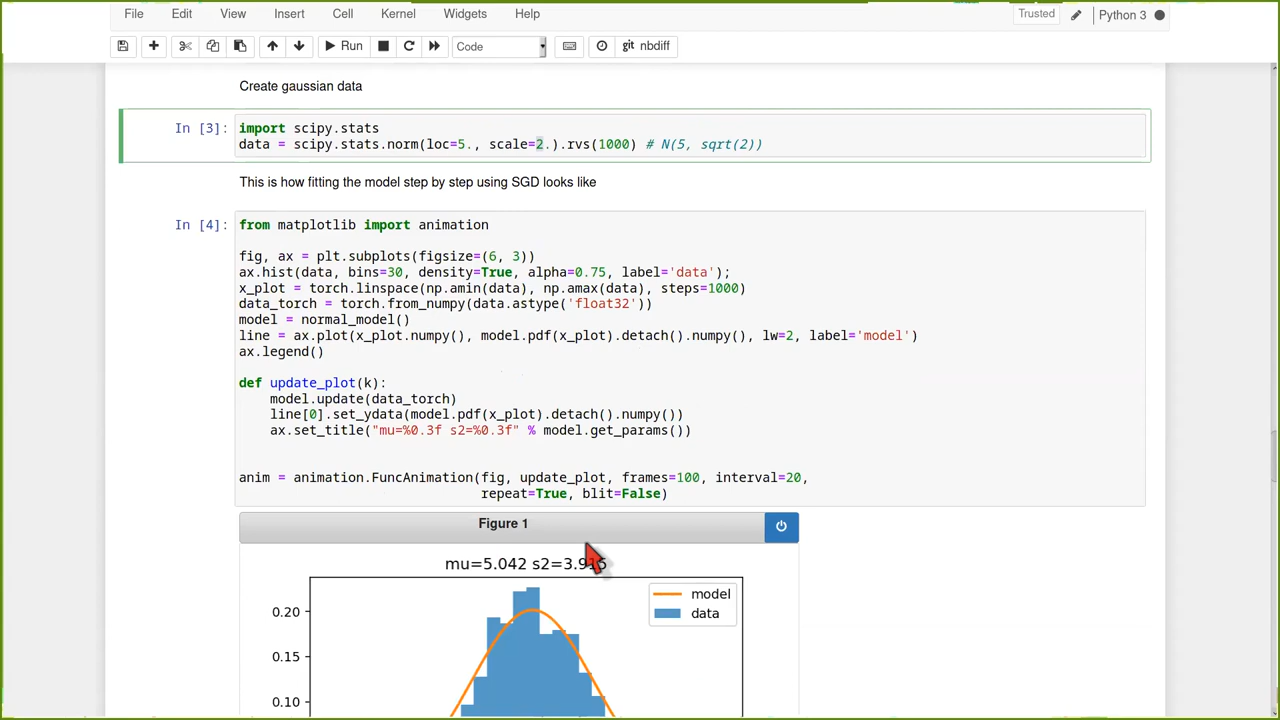 File Edit View Insert Cell Kernel Widgets Help Trusted Python 3
Run Code git nbdiff
Create gaussian data
In [3]: import scipy.stats
data = scipy.stats.norm(loc=5., scale=2.).rvs(1000) # N(5, sqrt(2))
This is how fitting the model step by step using SGD looks like
In [4]: from matplotlib import animation
fig, ax = plt.subplots(figsize=(6, 3))
ax.hist(data, bins=30, density=True, alpha=0.75, label='data');
x_plot = torch.linspace(np.amin(data), np.amax(data), steps=1000)
data_torch = torch.from_numpy(data.astype('float32'))
model = normal_model()
line = ax.plot(x_plot.numpy(), model.pdf(x_plot).detach().numpy(), lw=2, label='model')
ax.legend()
def update_plot(k):
    model.update(data_torch)
    line[0].set_ydata(model.pdf(x_plot).detach().numpy())
    ax.set_title("mu=%0.3f s2=%0.3f" % model.get_params())
anim = animation.FuncAnimation(fig, update_plot, frames=100, interval=20,
                               repeat=True, blit=False)
Figure 1
mu=5.042
model
data
0.20
0.15
0.10